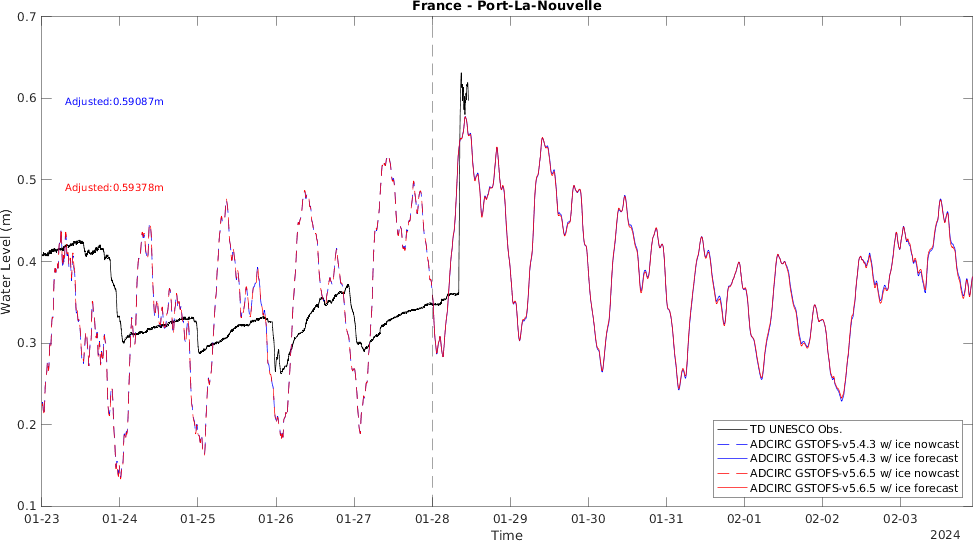 France - Port-La-Nouvelle
0.7
0.6
0.5
0.4
0.3
0.2
0.1
Water Level (m)
Adjusted:0.59087m
Adjusted:0.59378m
TD UNESCO Obs.
ADCIRC GSTOFS-v5.4.3 w/ ice nowcast
ADCIRC GSTOFS-v5.4.3 w/ ice forecast
ADCIRC GSTOFS-v5.6.5 w/ ice nowcast
ADCIRC GSTOFS-v5.6.5 w/ ice forecast
01-23 01-24 01-25 01-26 01-27 01-28 01-29 01-30 01-31 02-01 02-02 02-03
Time
2024